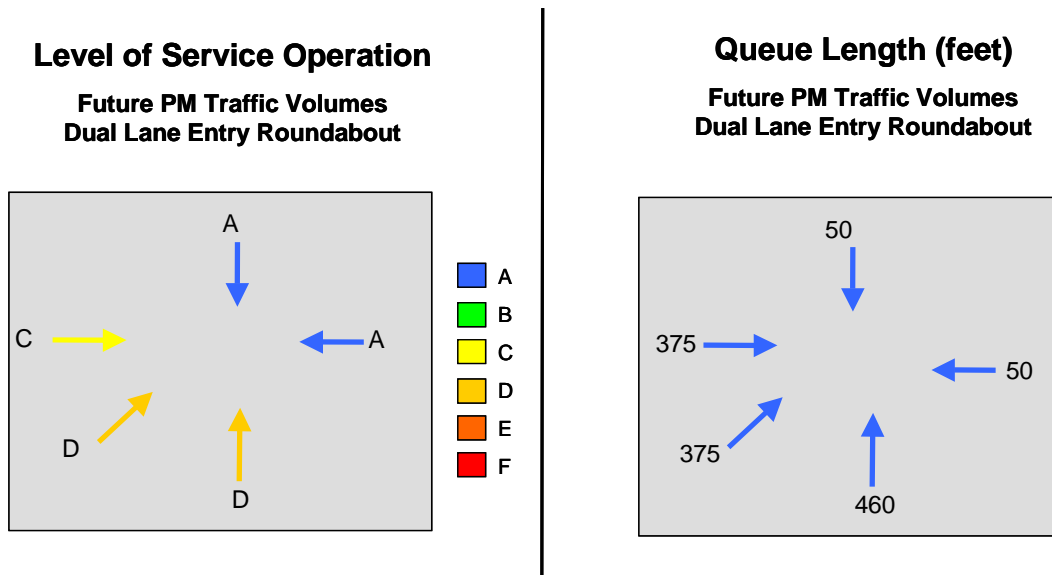 Level of Service Operation
Future PM Traffic Volumes
Dual Lane Entry Roundabout
A
C
A
D
D
A
B
C
D
E
F
Queue Length (feet)
Future PM Traffic Volumes
Dual Lane Entry Roundabout
50
375
50
375
460